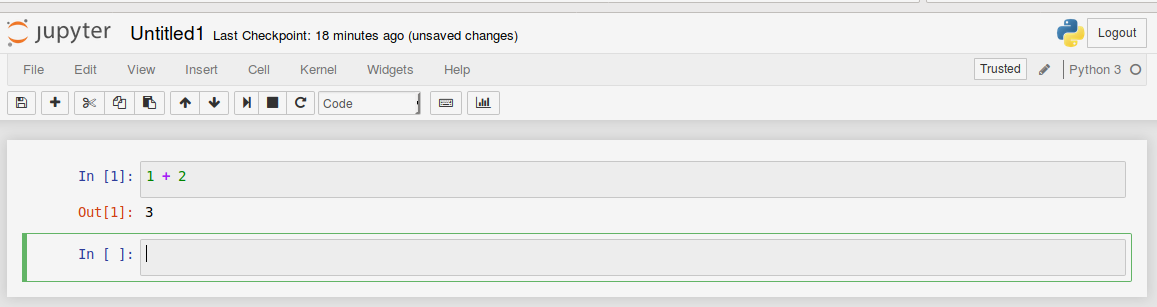 jupyter Untitled1 Last Checkpoint: 18 minutes ago (unsaved changes) Logout
File Edit View Insert Cell Kernel Widgets Help Trusted Python 3
Code
In [1]: 1 + 2
Out[1]: 3
In [ ]: